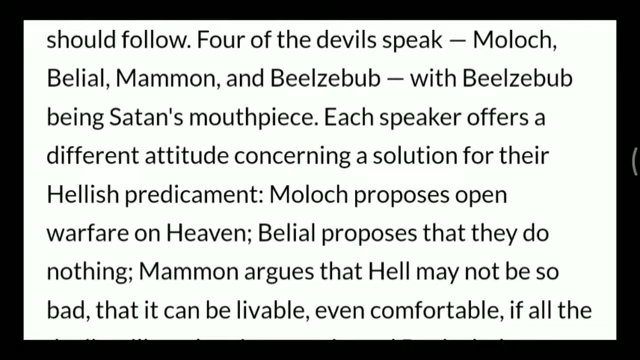 should follow. Four of the devils speak — Moloch,
Belial, Mammon, and Beelzebub — with Beelzebub
being Satan's mouthpiece. Each speaker offers a
different attitude concerning a solution for their
Hellish predicament: Moloch proposes open
warfare on Heaven; Belial proposes that they do
nothing; Mammon argues that Hell may not be so
bad, that it can be livable, even comfortable, if all the